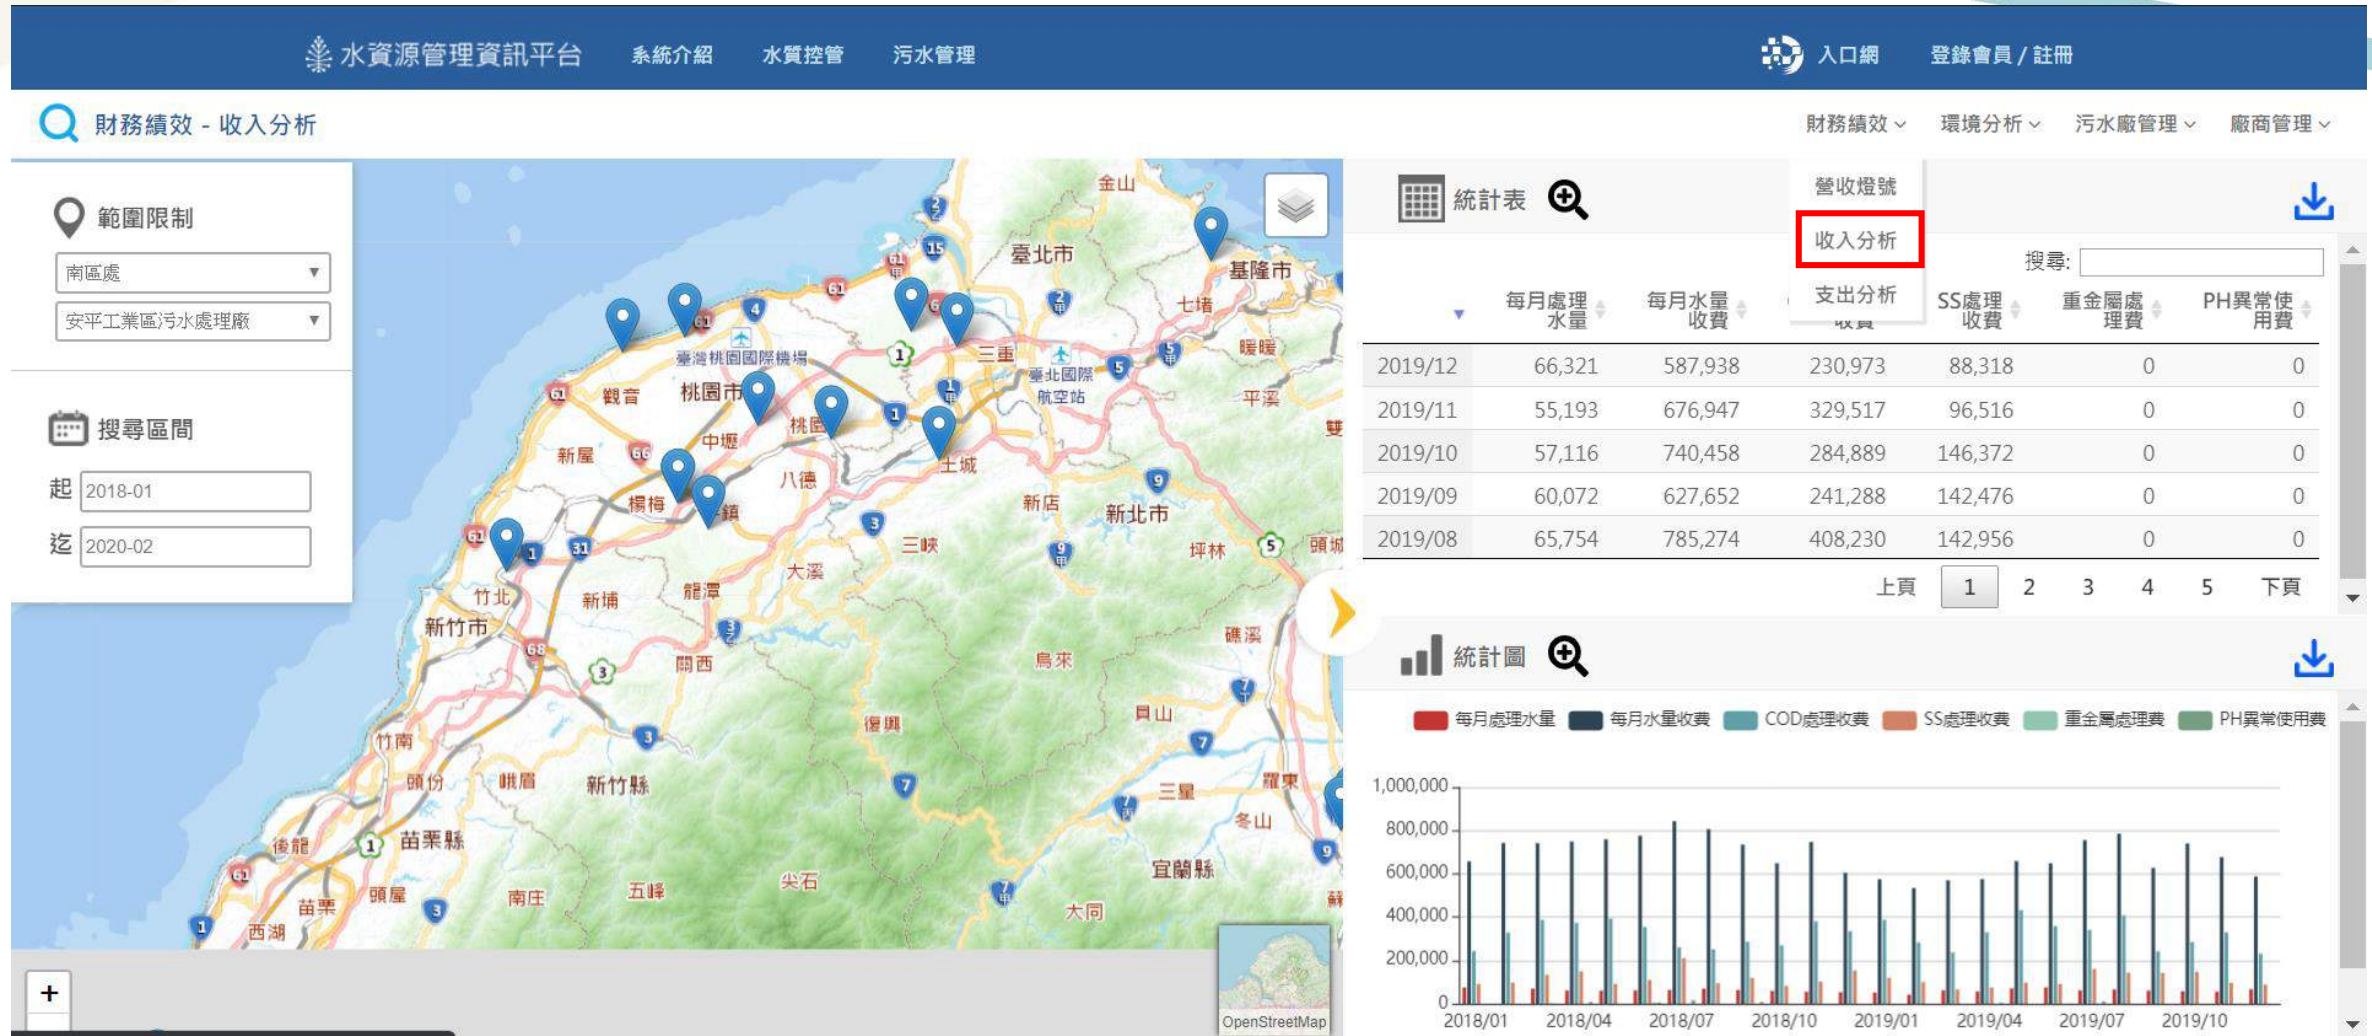 水資源管理資訊平台 系統介紹 水質控管 污水管理 入口網 登錄會員 / 註冊
財務績效 - 收入分析 財務績效 環境分析 污水廠管理 廠商管理
營收燈號
收入分析
支出分析
範圍限制
南區處
安平工業區污水處理廠
搜尋區間
起 2018-01
迄 2020-02
金山
臺北市
基隆市
七堵
暖暖
三重
臺灣桃園國際機場
臺北國際
航空站
平溪
雙
觀音
桃園市
中壢
新屋
八德
土城
楊梅
鎮
新店
新北市
三峽
坪林
頭城
大溪
龍潭
竹北
新埔
新竹市
關西
烏來
礁溪
復興
員山
竹南
頭份
峨眉
新竹縣
三星
羅東
冬山
後龍
苗栗縣
宜蘭縣
頭屋
苗栗
南庄
五峰
尖石
大同
蘇
西湖
+
OpenStreetMap
統計表
搜尋:
每月處理水量 每月水量收費 SS處理收費 重金屬處理費 PH異常使用費
2019/12 66,321 587,938 230,973 88,318 0 0
2019/11 55,193 676,947 329,517 96,516 0 0
2019/10 57,116 740,458 284,889 146,372 0 0
2019/09 60,072 627,652 241,288 142,476 0 0
2019/08 65,754 785,274 408,230 142,956 0 0
上頁 1 2 3 4 5 下頁
統計圖
每月處理水量 每月水量收費 COD處理收費 SS處理收費 重金屬處理費 PH異常使用費
1,000,000
800,000
600,000
400,000
200,000
0
2018/01 2018/04 2018/07 2018/10 2019/01 2019/04 2019/07 2019/10